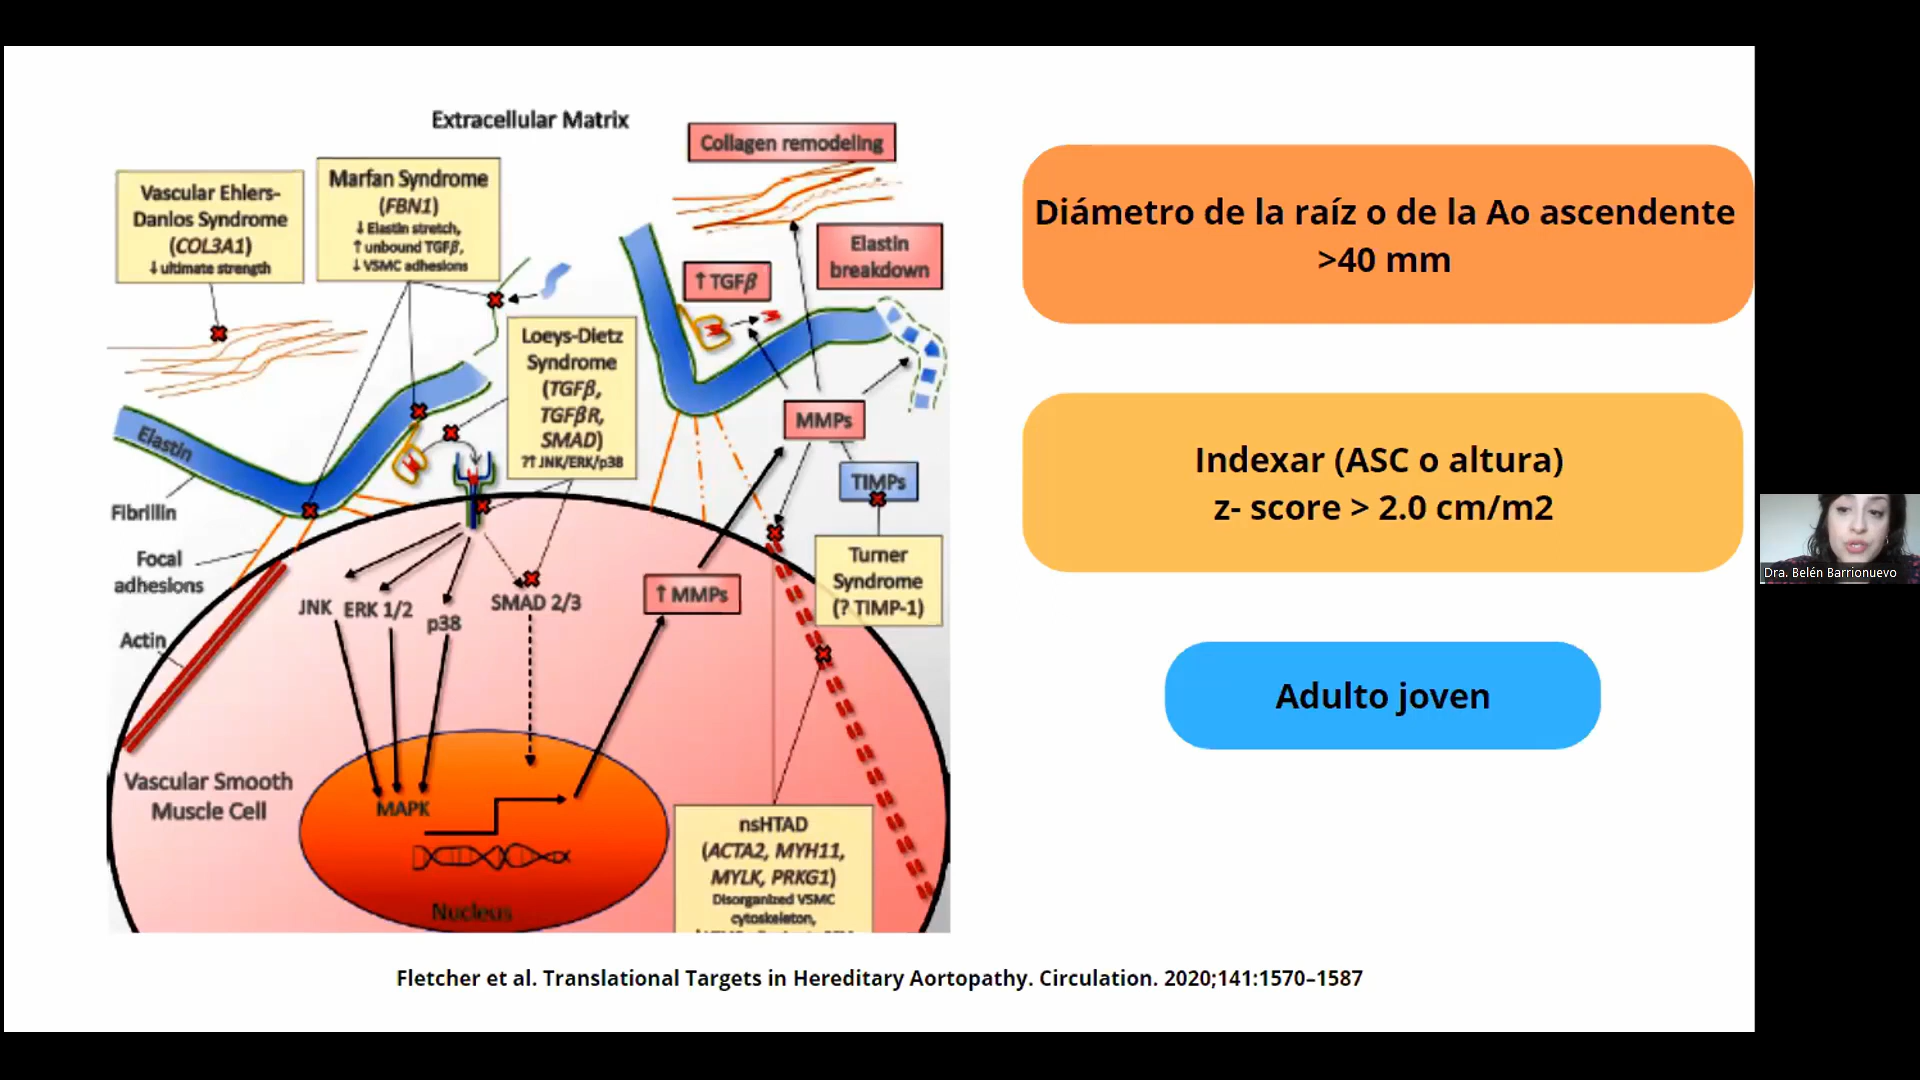 Extracellular Matrix
Collagen remodeling
Vascular Ehlers-
Danlos Syndrome
(COL3A1)
↓ ultimate strength
Marfan Syndrome
(FBN1)
↓ Elastin stretch,
↑ unbound TGFβ,
↓ VSMC adhesions
Elastin
breakdown
↑ TGFβ
Loeys-Dietz
Syndrome
(TGFβ,
TGFβR,
SMAD)
?↑ JNK/ERK/p38
MMPs
TIMPs
Elastin
Fibrillin
Focal
adhesions
Actin
JNK
ERK 1/2
p38
SMAD 2/3
↑ MMPs
Turner
Syndrome
(? TIMP-1)
Vascular Smooth
Muscle Cell
MAPK
Nucleus
nsHTAD
(ACTA2, MYH11,
MYLK, PRKG1)
Disorganized VSMC
cytoskeleton,
Diámetro de la raíz o de la Ao ascendente
>40 mm
Indexar (ASC o altura)
z- score > 2.0 cm/m2
Adulto joven
Dra. Belén Barrionuevo
Fletcher et al. Translational Targets in Hereditary Aortopathy. Circulation. 2020;141:1570–1587